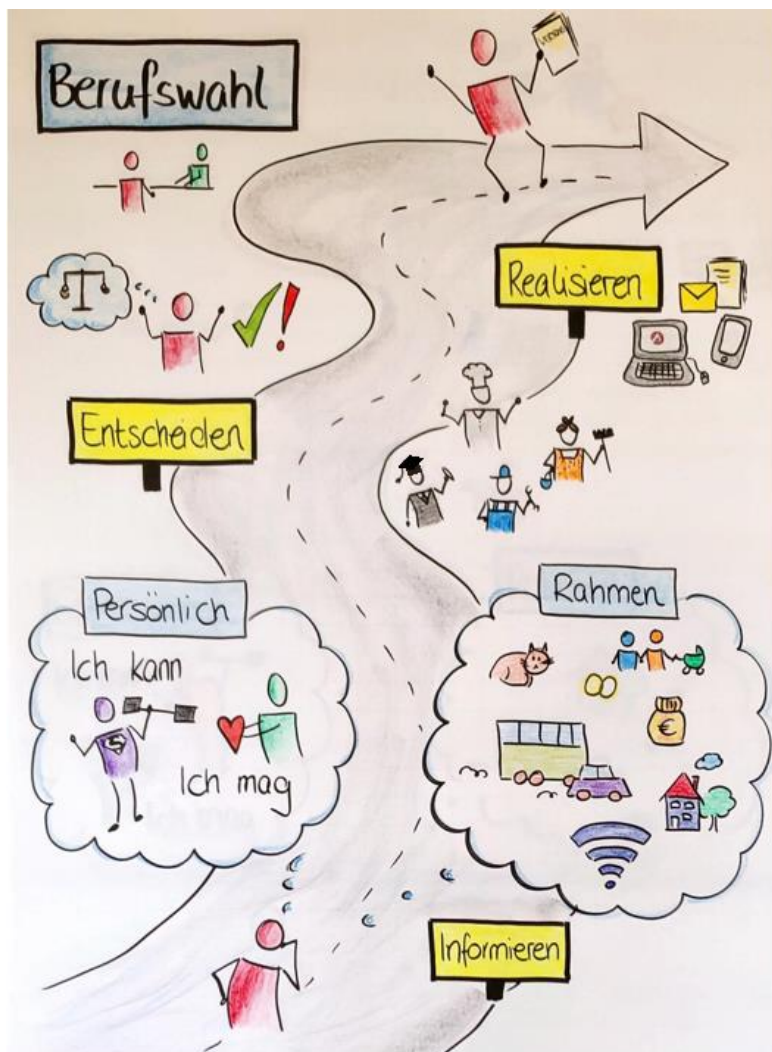 Berufswahl
Realisieren
Entscheiden
Persönlich
Ich kann
Ich mag
Rahmen
€
Informieren